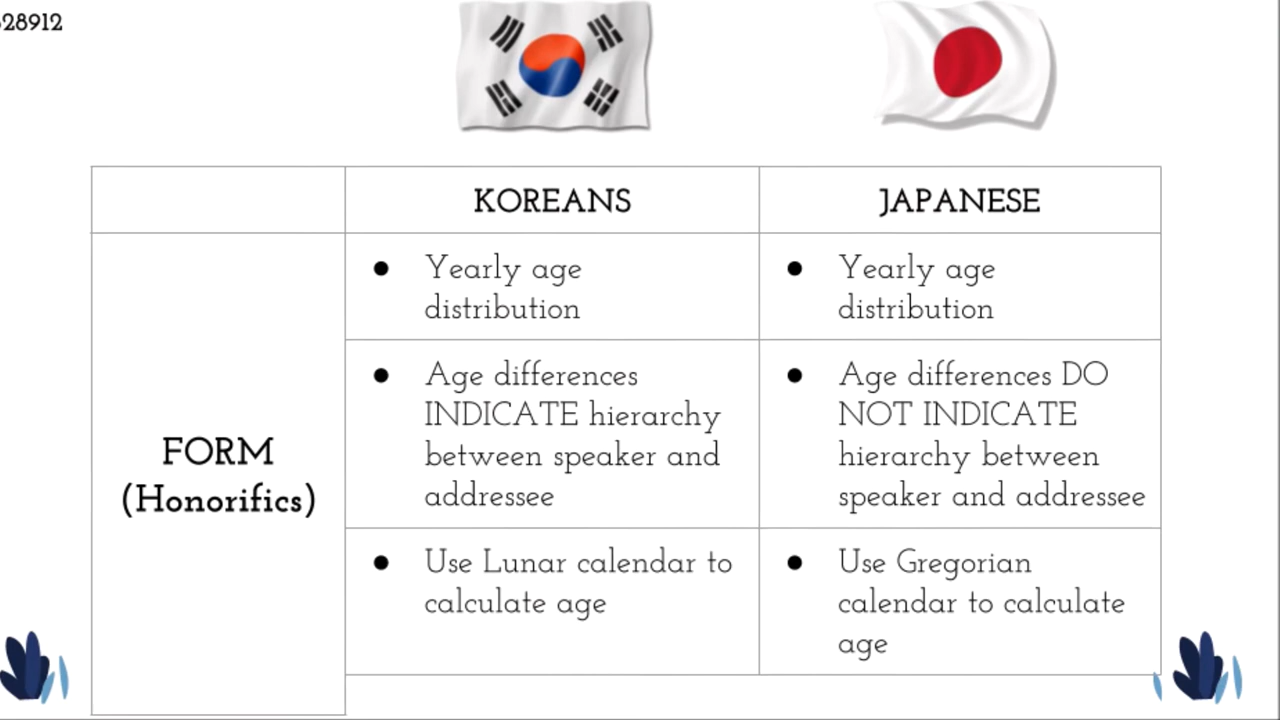 28912
KOREANS
JAPANESE
FORM
(Honorifics)
● Yearly age
distribution
● Yearly age
distribution
● Age differences
INDICATE hierarchy
between speaker and
addressee
● Age differences DO
NOT INDICATE
hierarchy between
speaker and addressee
● Use Lunar calendar to
calculate age
● Use Gregorian
calendar to calculate
age